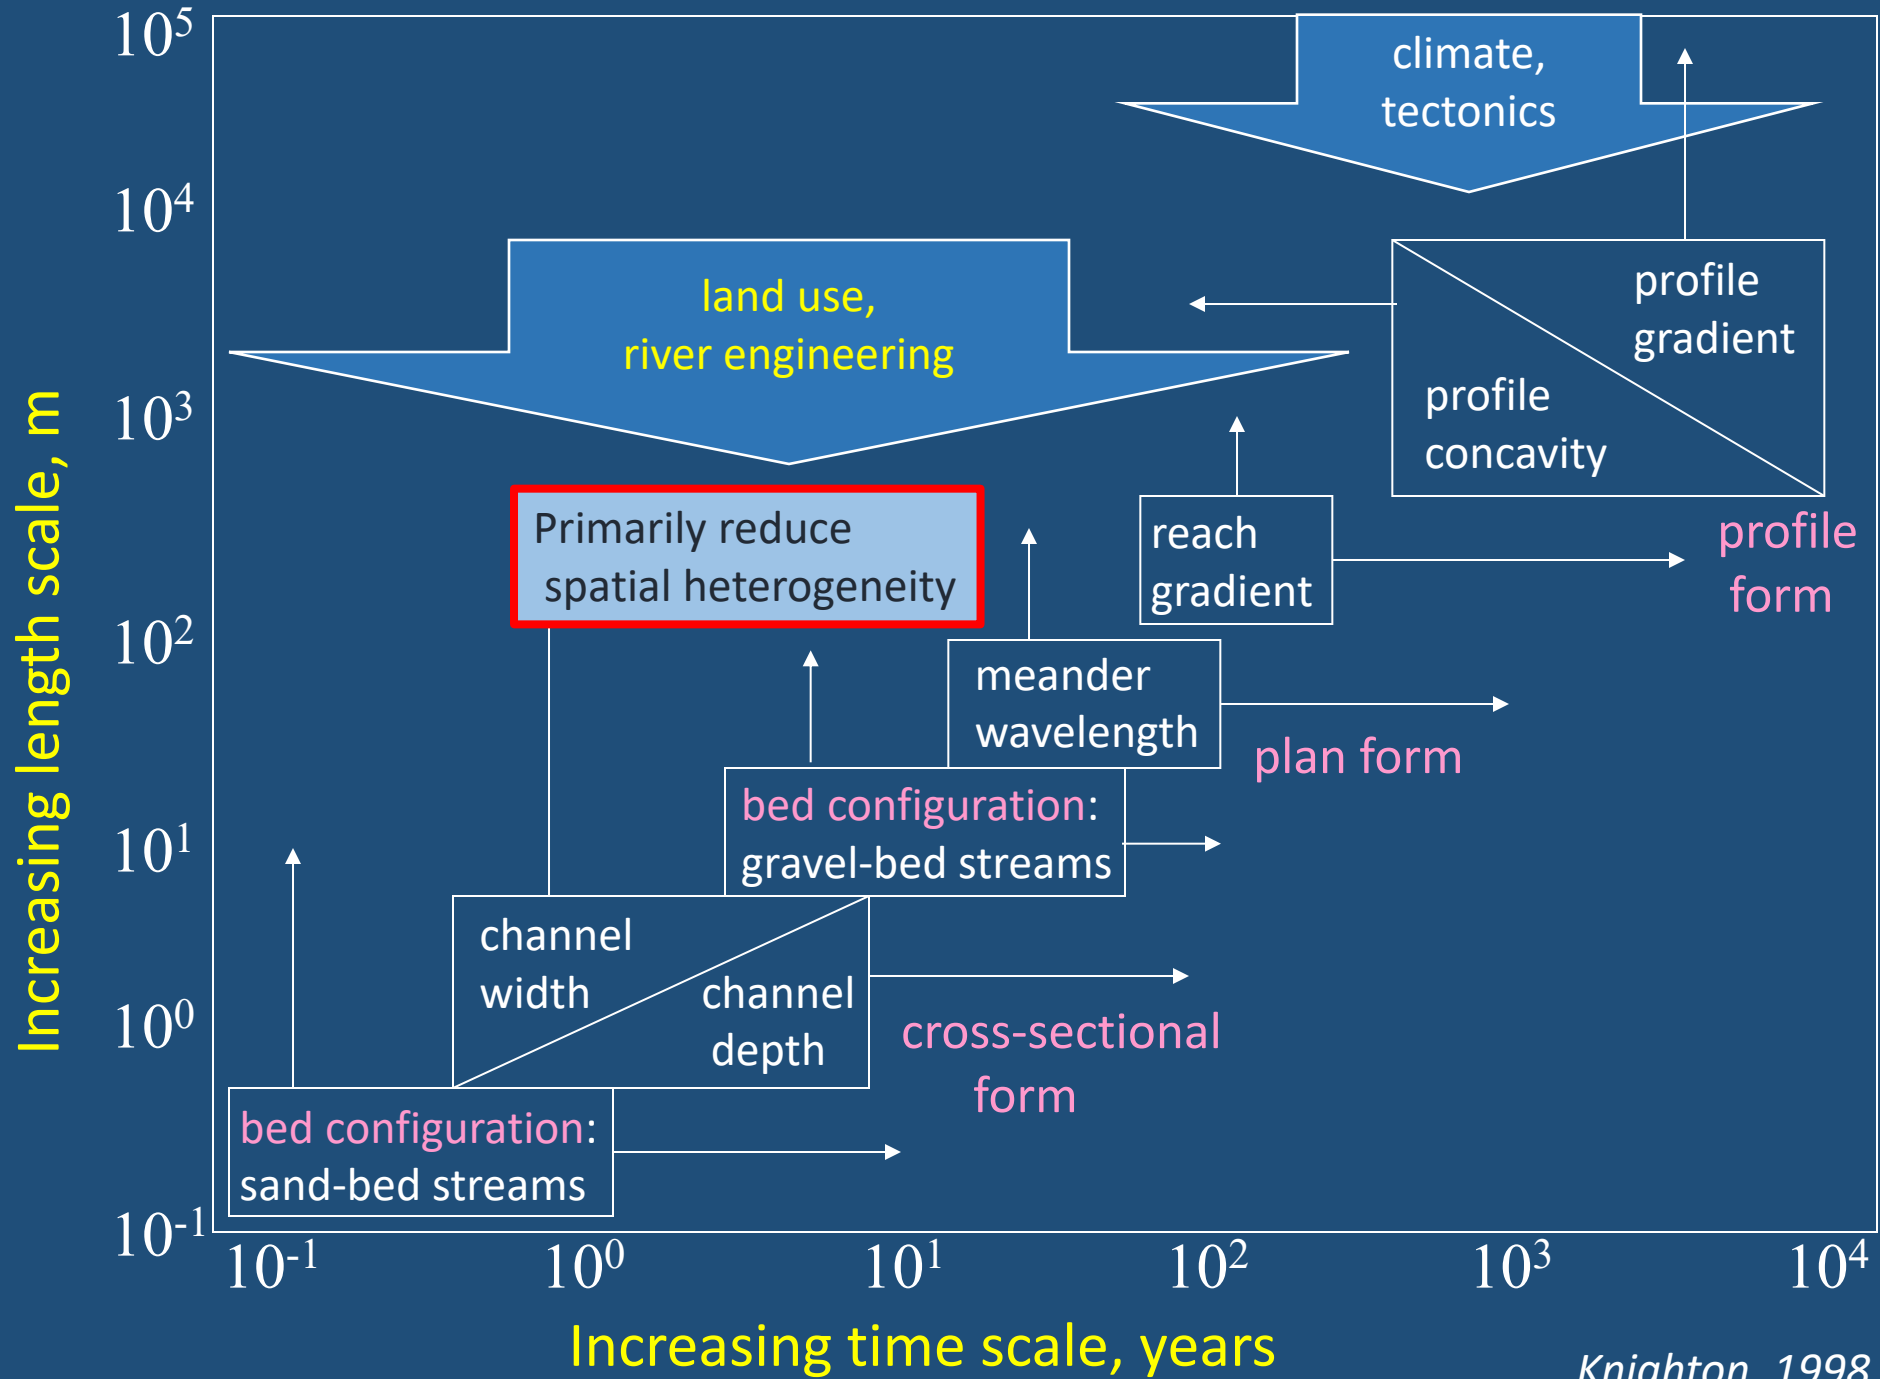 10⁵
climate,
tectonics
10⁴
land use,
river engineering
profile
gradient
profile
concavity
10³
Primarily reduce
spatial heterogeneity
reach
gradient
profile
form
10²
meander
wavelength
plan form
bed configuration:
gravel-bed streams
10¹
channel
width
channel
depth
10⁰
cross-sectional
form
bed configuration:
sand-bed streams
10⁻¹
Increasing length scale, m
10⁻¹ 10⁰ 10¹ 10² 10³ 10⁴
Increasing time scale, years
Knighton, 1998